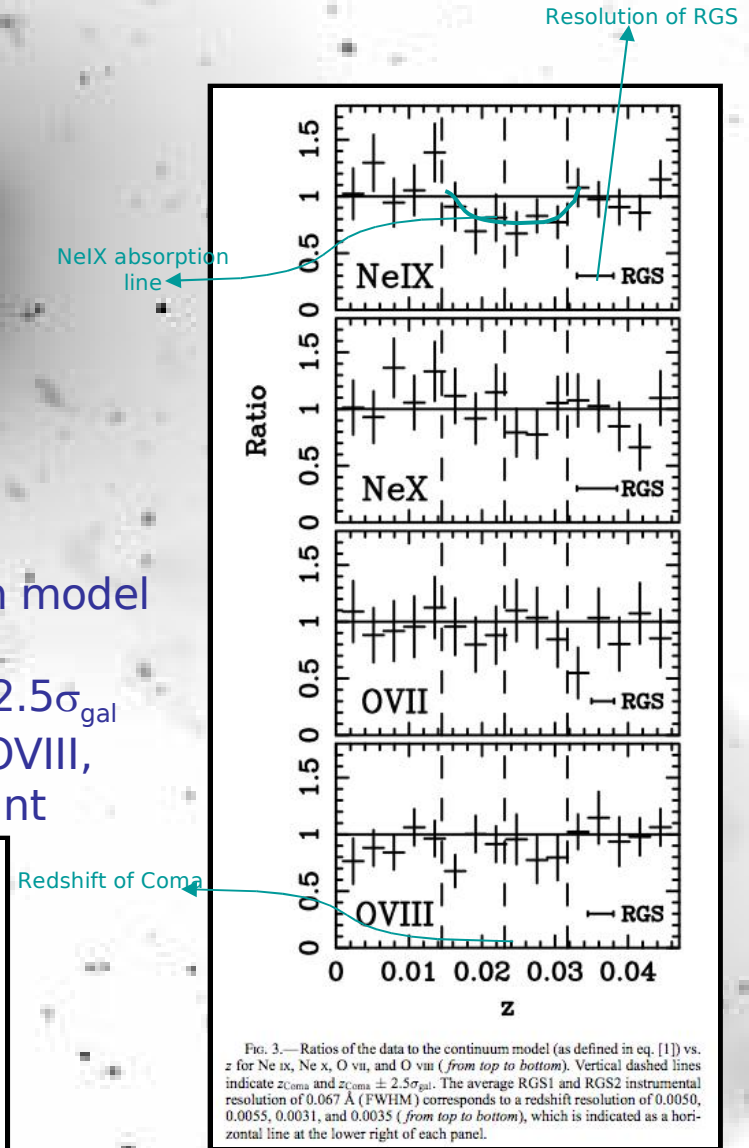 Resolution of RGS
NeIX absorption
line
model
2.5σgal
OVIII,
nt
Redshift of Coma
Ratio
1.5
1
0.5
0
NeIX
RGS
1.5
1
0.5
0
NeX
RGS
1.5
1
0.5
0
OVII
RGS
1.5
1
0.5
0
OVIII
RGS
0 0.01 0.02 0.03 0.04
z
FIG. 3.—Ratios of the data to the continuum model (as defined in eq. [1]) vs.
z for Ne IX, Ne X, O VII, and O VIII (from top to bottom). Vertical dashed lines
indicate zComa and zComa ± 2.5σgal. The average RGS1 and RGS2 instrumental
resolution of 0.067 Å (FWHM) corresponds to a redshift resolution of 0.0050,
0.0055, 0.0031, and 0.0035 (from top to bottom), which is indicated as a hori-
zontal line at the lower right of each panel.